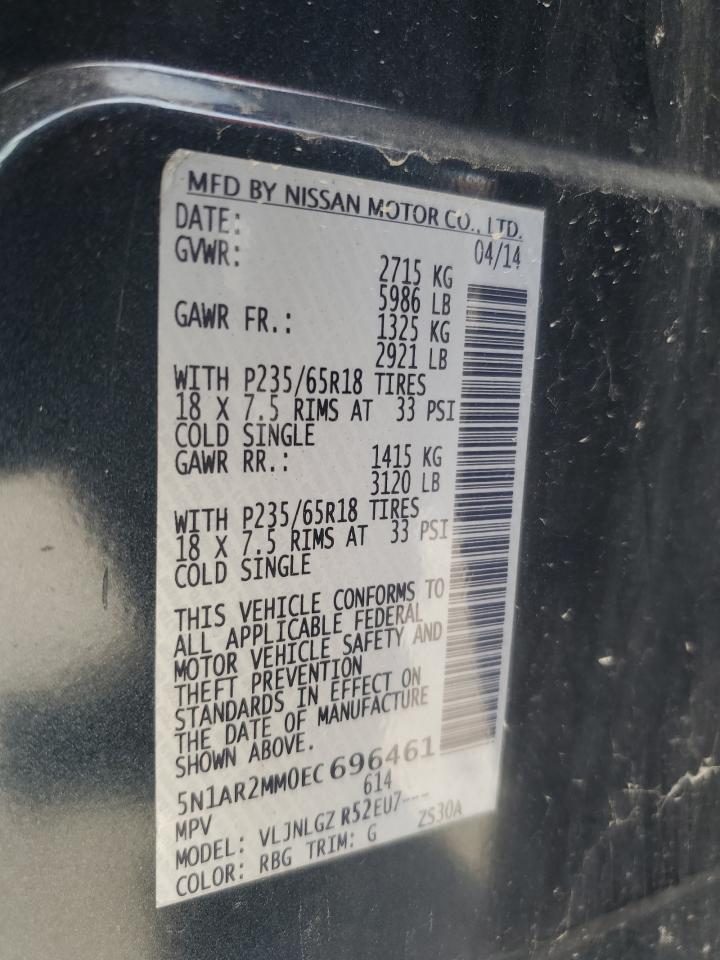 MFD BY NISSAN MOTOR CO., LTD.
DATE: 04/14
GVWR: 2715 KG
5986 LB
GAWR FR.: 1325 KG
2921 LB
WITH P235/65R18 TIRES
18 X 7.5 RIMS AT 33 PSI
COLD SINGLE
GAWR RR.: 1415 KG
3120 LB
WITH P235/65R18 TIRES
18 X 7.5 RIMS AT 33 PSI
COLD SINGLE
THIS VEHICLE CONFORMS TO
ALL APPLICABLE FEDERAL
MOTOR VEHICLE SAFETY AND
THEFT PREVENTION
STANDARDS IN EFFECT ON
THE DATE OF MANUFACTURE
SHOWN ABOVE.
5N1AR2MM0EC696461
MPV 614
MODEL: VLJNLGZ R52EU7---
COLOR: RBG TRIM: G ZS30A